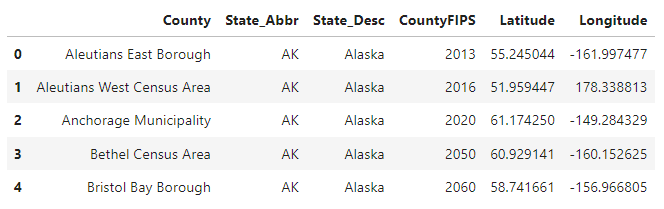 County State_Abbr State_Desc CountyFIPS Latitude Longitude
0 Aleutians East Borough AK Alaska 2013 55.245044 -161.997477
1 Aleutians West Census Area AK Alaska 2016 51.959447 178.338813
2 Anchorage Municipality AK Alaska 2020 61.174250 -149.284329
3 Bethel Census Area AK Alaska 2050 60.929141 -160.152625
4 Bristol Bay Borough AK Alaska 2060 58.741661 -156.966805